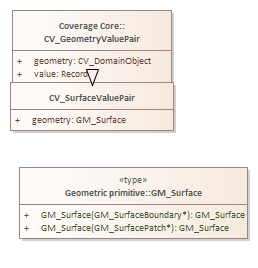 Coverage Core::
CV_GeometryValuePair
+ geometry: CV_DomainObject
+ value: Record
CV_SurfaceValuePair
+ geometry: GM_Surface
«type»
Geometric primitive::GM_Surface
+ GM_Surface(GM_SurfaceBoundary*): GM_Surface
+ GM_Surface(GM_SurfacePatch*): GM_Surface